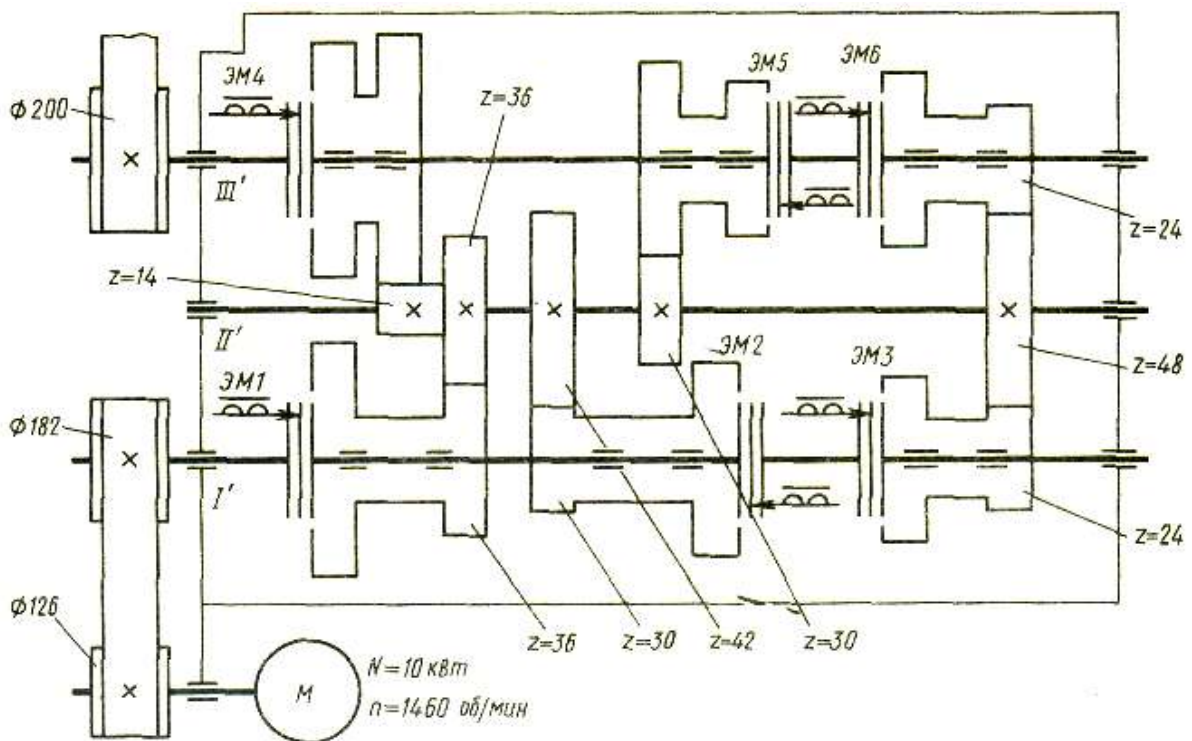 ЭМ4
z=36
ЭМ5
ЭМ6
Ф200
III'
z=24
z=14
II'
ЭМ1
ЭМ2
ЭМ3
z=48
Ф182
I'
z=24
Ф126
z=36
z=30
z=42
z=30
М
N=10 квт
n=1460 об/мин